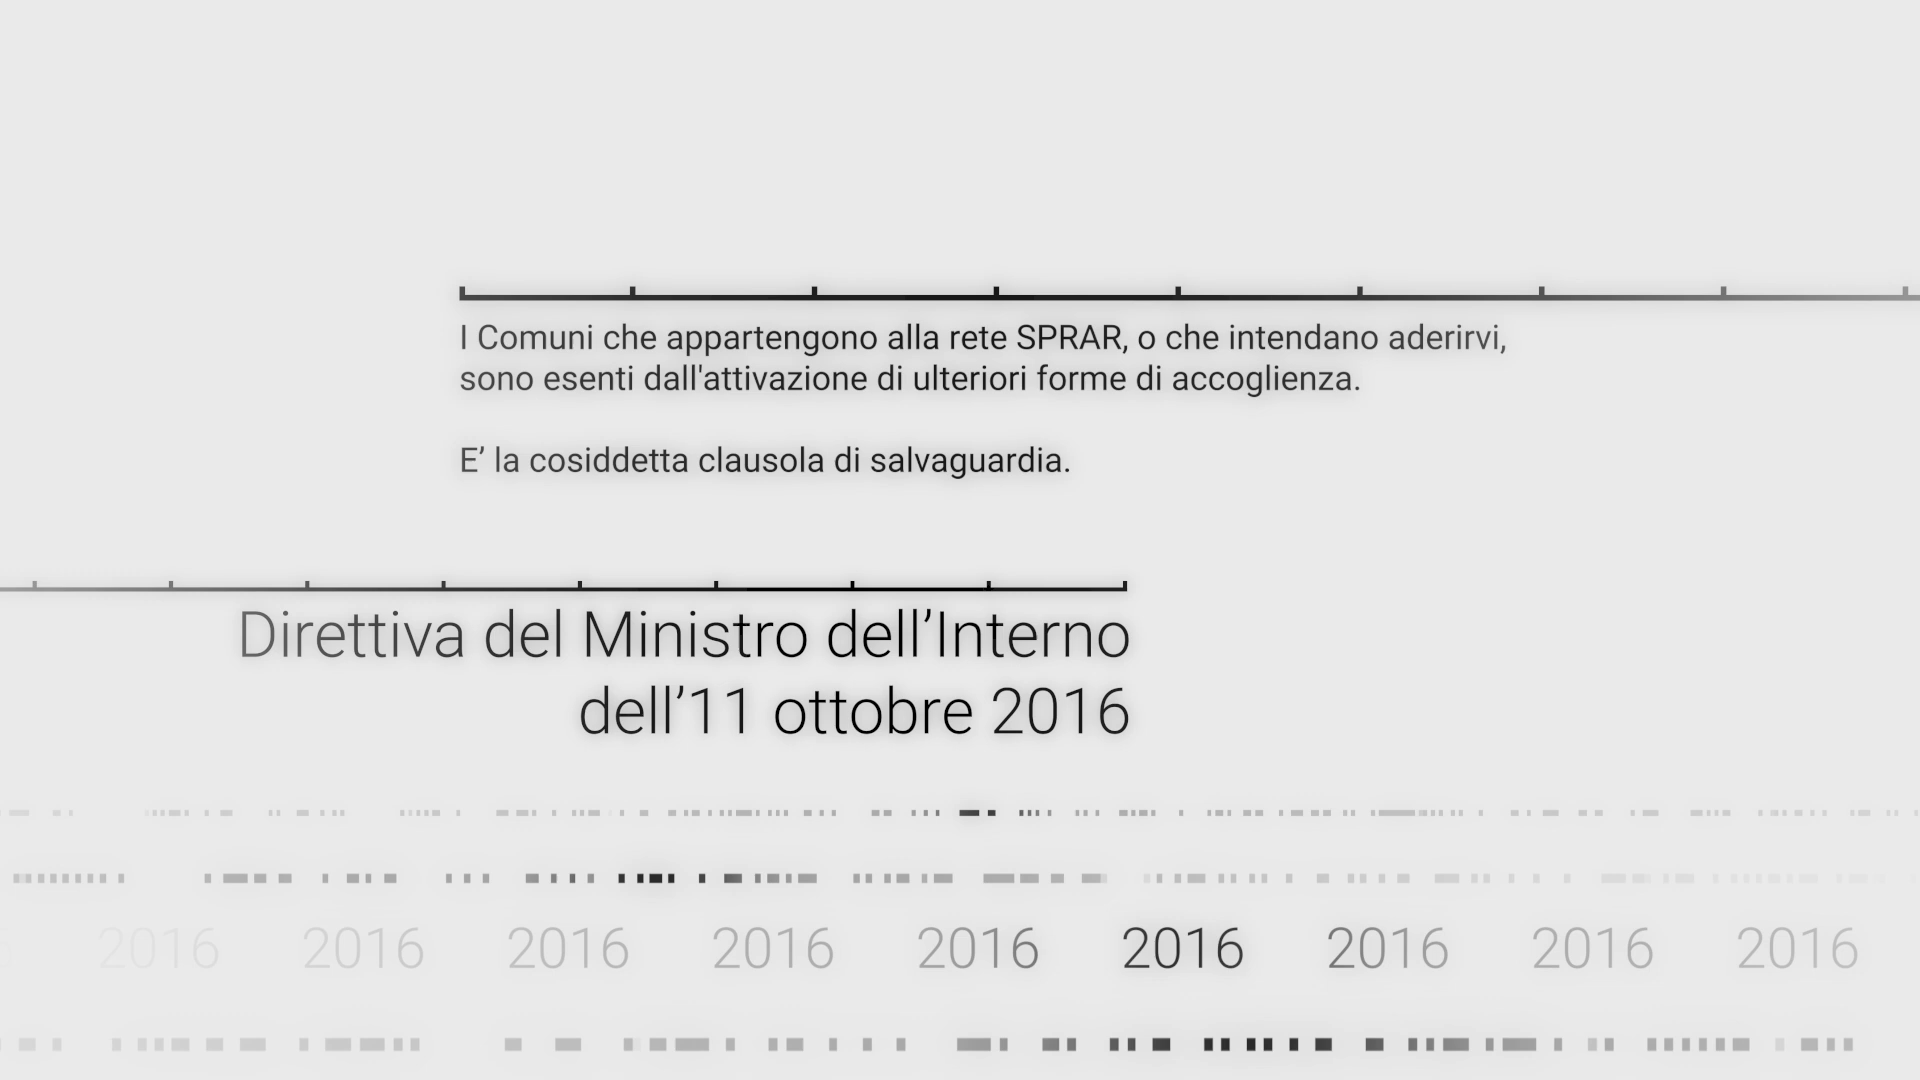 I Comuni che appartengono alla rete SPRAR, o che intendano aderirvi,
sono esenti dall'attivazione di ulteriori forme di accoglienza.
E’ la cosiddetta clausola di salvaguardia.
Direttiva del Ministro dell’Interno
dell’11 ottobre 2016
2016 2016 2016 2016 2016 2016 2016 2016 2016